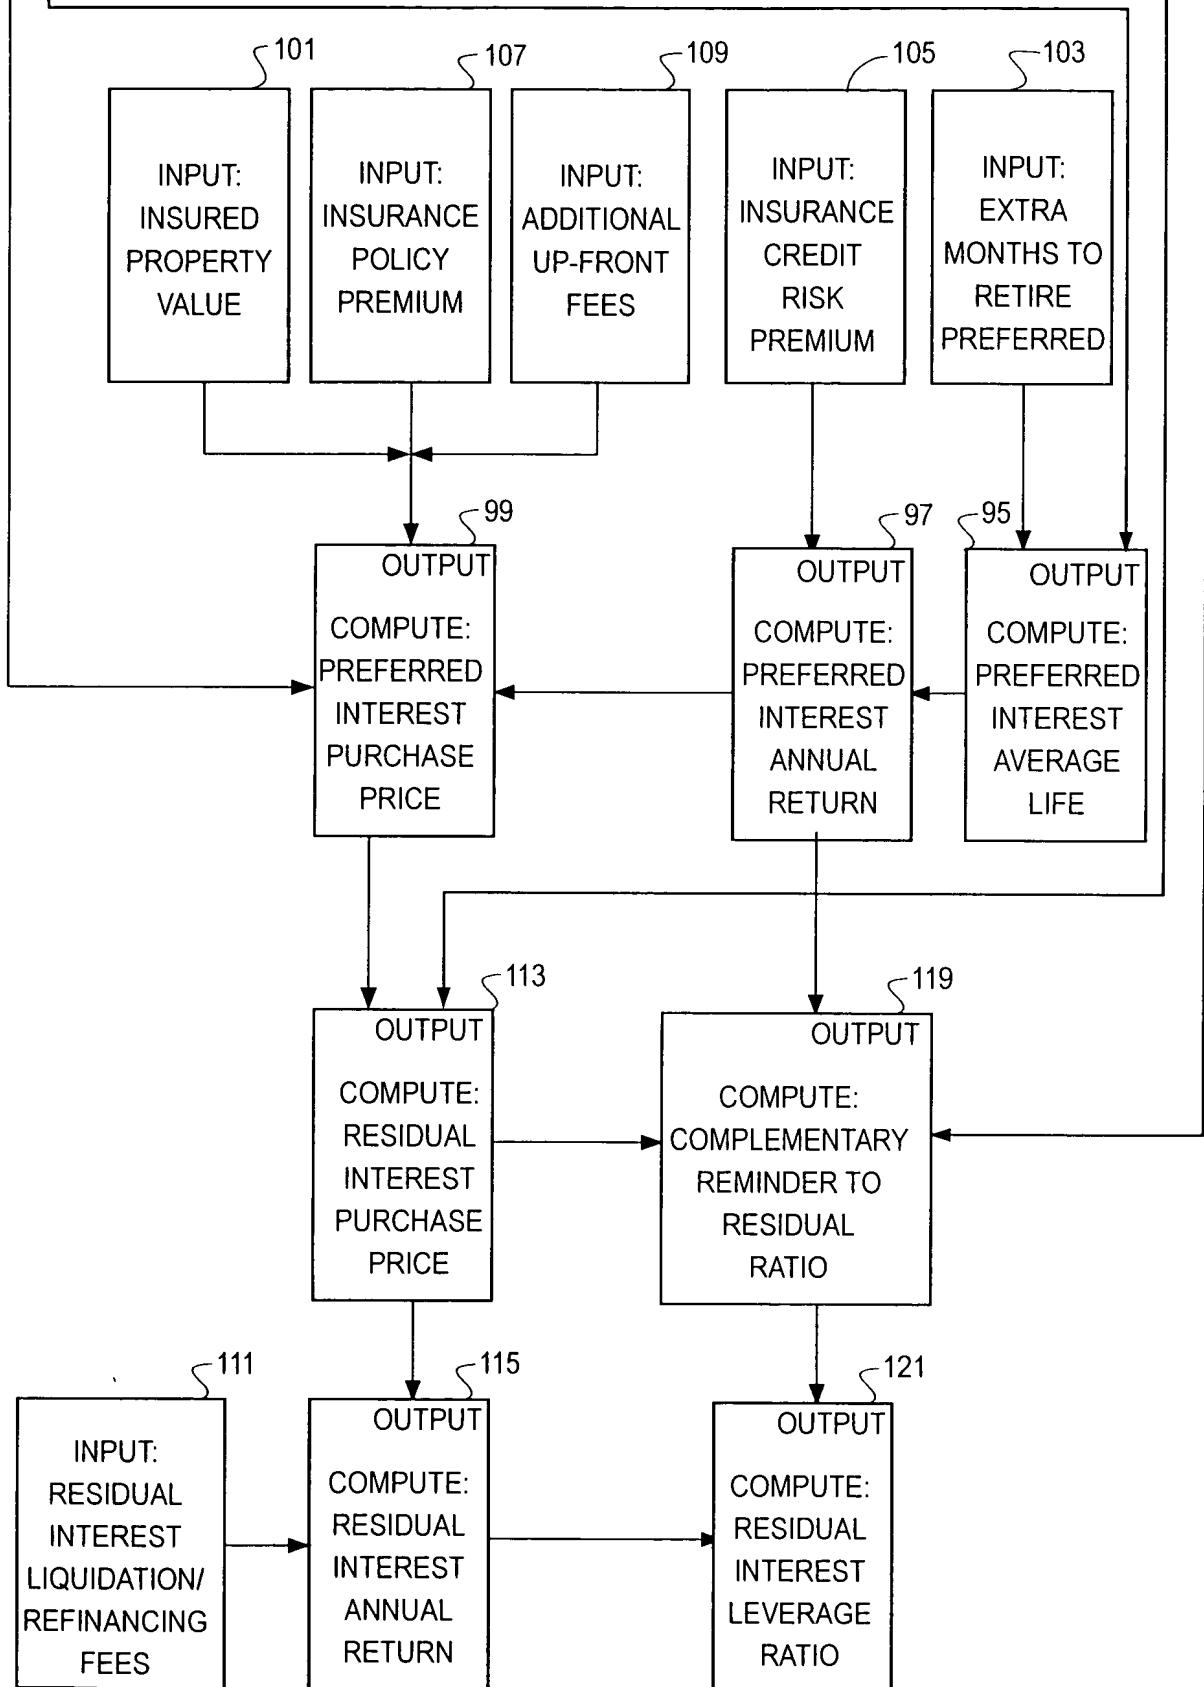 101
107
109
105
103
INPUT:
INSURED
PROPERTY
VALUE
INPUT:
INSURANCE
POLICY
PREMIUM
INPUT:
ADDITIONAL
UP-FRONT
FEES
INPUT:
INSURANCE
CREDIT
RISK
PREMIUM
INPUT:
EXTRA
MONTHS TO
RETIRE
PREFERRED
99
97
95
OUTPUT
COMPUTE:
PREFERRED
INTEREST
PURCHASE
PRICE
OUTPUT
COMPUTE:
PREFERRED
INTEREST
ANNUAL
RETURN
OUTPUT
COMPUTE:
PREFERRED
INTEREST
AVERAGE
LIFE
113
119
OUTPUT
COMPUTE:
RESIDUAL
INTEREST
PURCHASE
PRICE
OUTPUT
COMPUTE:
COMPLEMENTARY
REMINDER TO
RESIDUAL
RATIO
111
115
121
INPUT:
RESIDUAL
INTEREST
LIQUIDATION/
REFINANCING
FEES
OUTPUT
COMPUTE:
RESIDUAL
INTEREST
ANNUAL
RETURN
OUTPUT
COMPUTE:
RESIDUAL
INTEREST
LEVERAGE
RATIO